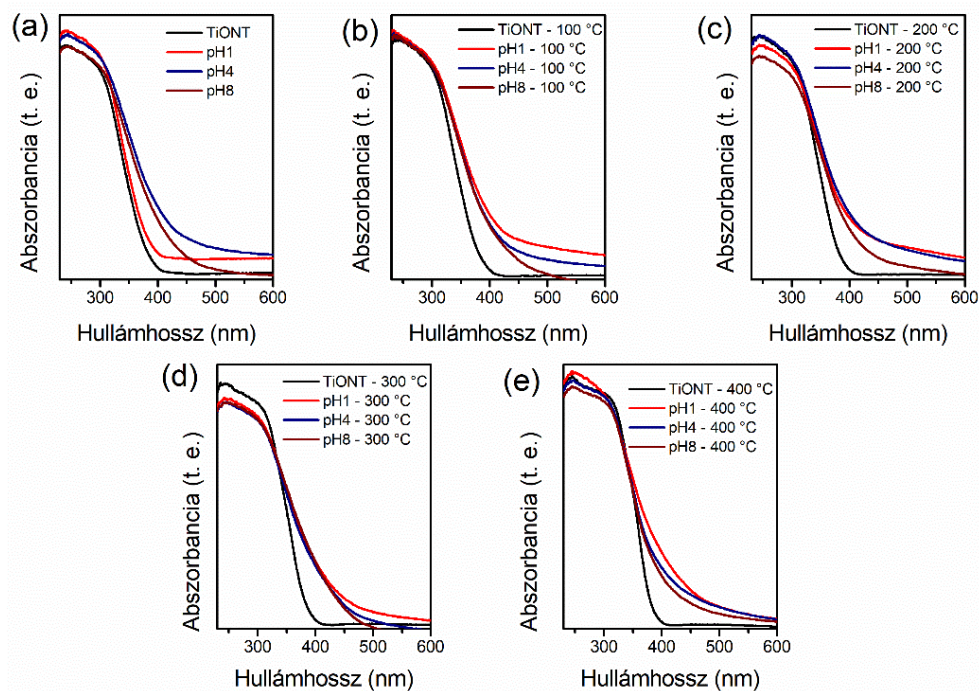 (a)
TiONT
pH1
pH4
pH8
Abszorbancia (t. e.)
300 400 500 600
Hullámhossz (nm)
(b)
TiONT - 100 °C
pH1 - 100 °C
pH4 - 100 °C
pH8 - 100 °C
Abszorbancia (t. e.)
300 400 500 600
Hullámhossz (nm)
(c)
TiONT - 200 °C
pH1 - 200 °C
pH4 - 200 °C
pH8 - 200 °C
Abszorbancia (t. e.)
300 400 500 600
Hullámhossz (nm)
(d)
TiONT - 300 °C
pH1 - 300 °C
pH4 - 300 °C
pH8 - 300 °C
Abszorbancia (t. e.)
300 400 500 600
Hullámhossz (nm)
(e)
TiONT - 400 °C
pH1 - 400 °C
pH4 - 400 °C
pH8 - 400 °C
Abszorbancia (t. e.)
300 400 500 600
Hullámhossz (nm)